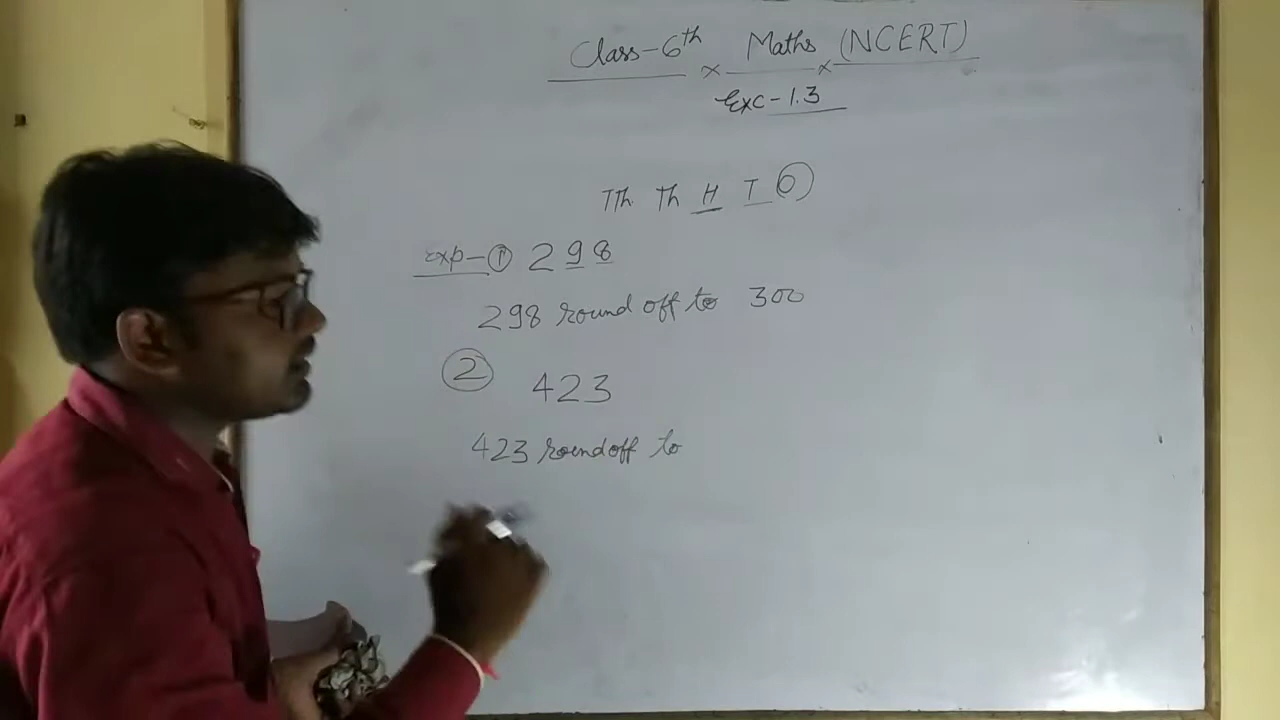 Class-6th Maths (NCERT)
Exc-1.3
TTh Th H T O
Exp-① 298
298 round off to 300
② 423
423 roundoff to